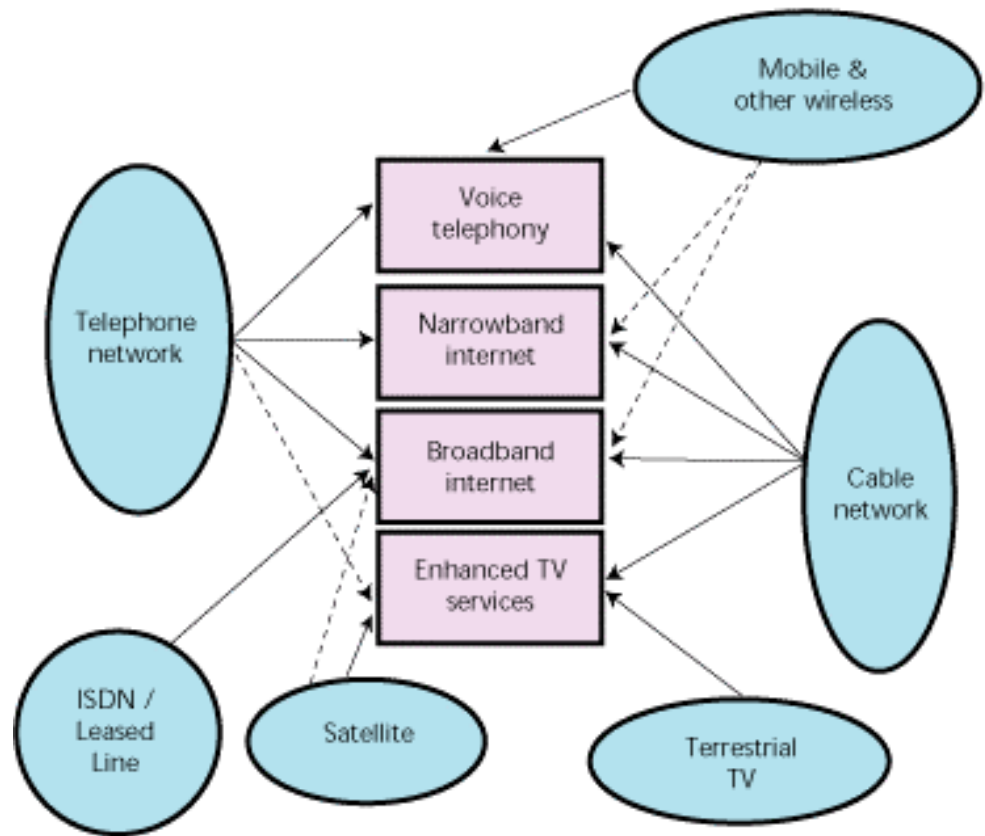 Mobile &
other wireless
Voice
telephony
Telephone
network
Narrowband
internet
Broadband
internet
Cable
network
Enhanced TV
services
ISDN /
Leased
Line
Satellite
Terrestrial
TV